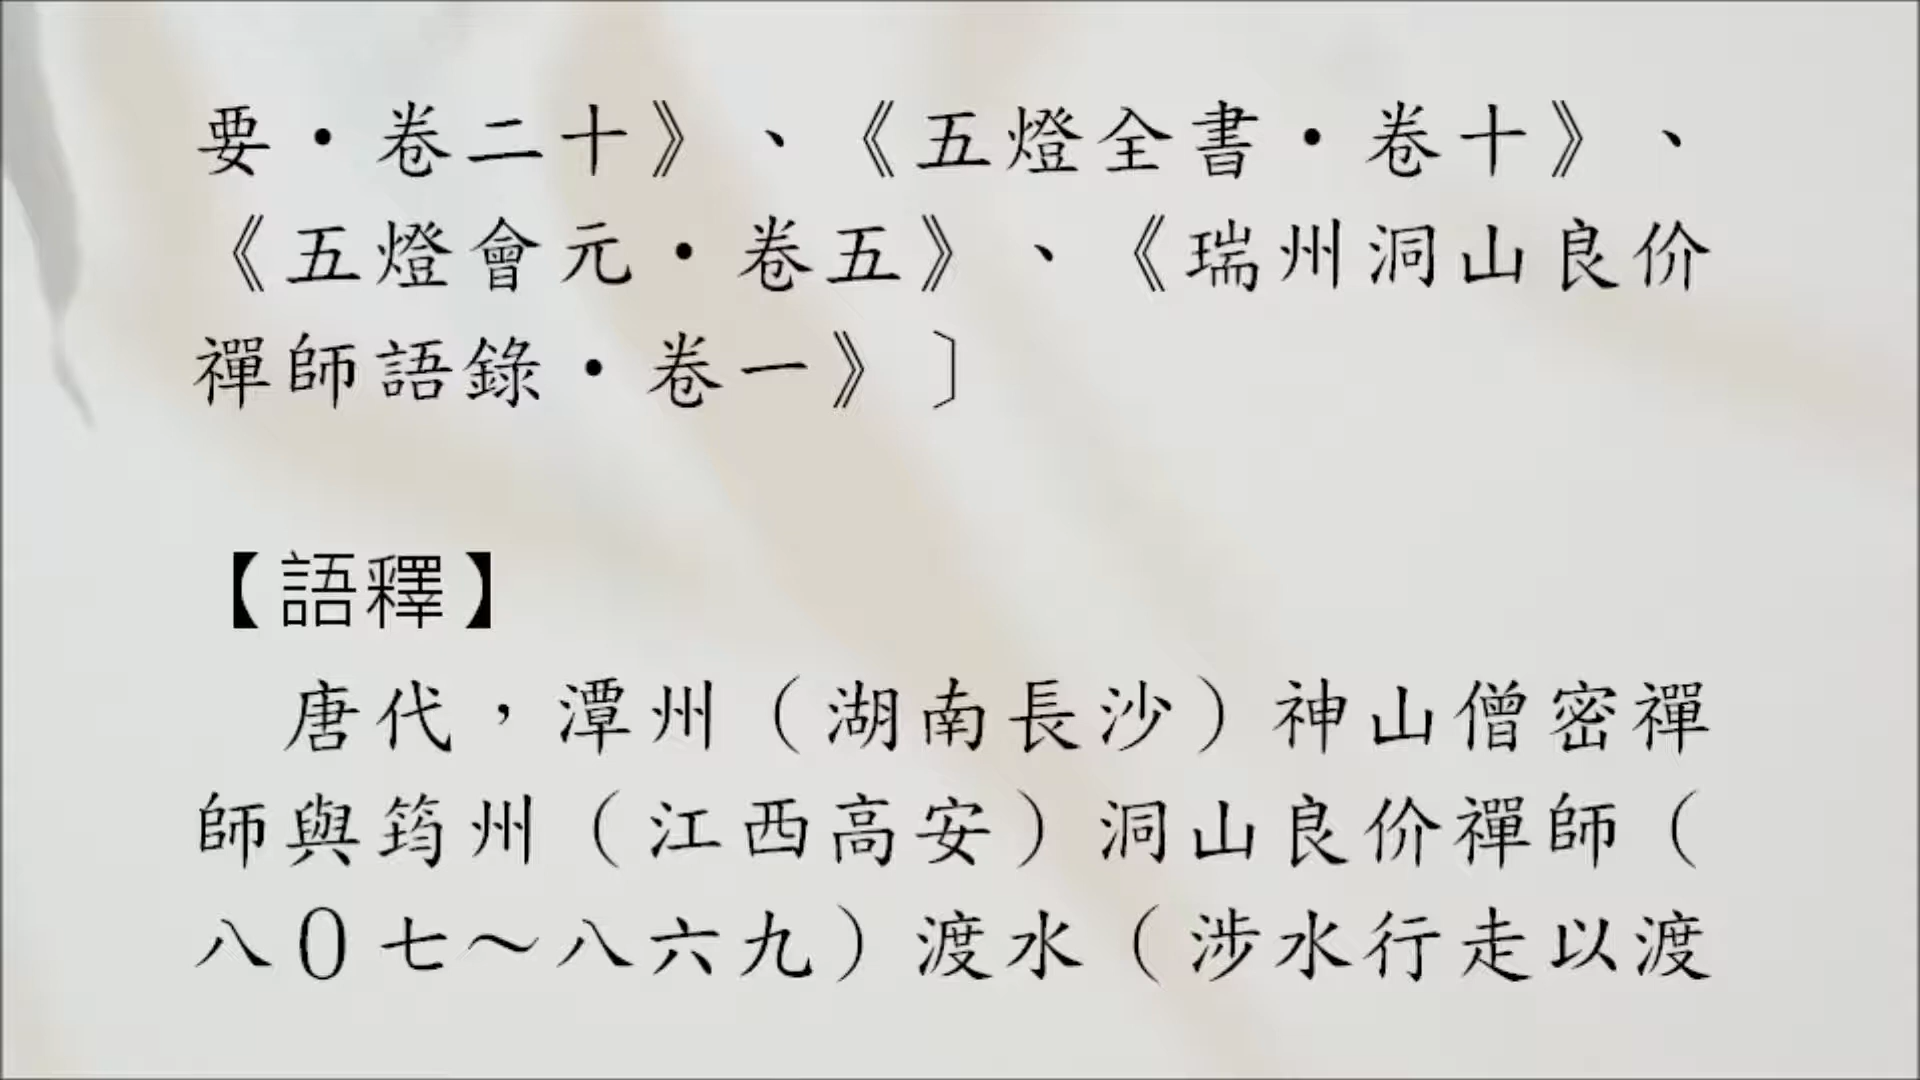 要·卷二十》、《五燈全書·卷十》、
《五燈會元·卷五》、《瑞州洞山良价
禪師語錄·卷一》〕
【語釋】
唐代，潭州（湖南長沙）神山僧密禪
師與筠州（江西高安）洞山良价禪師（
八０七～八六九）渡水（涉水行走以渡